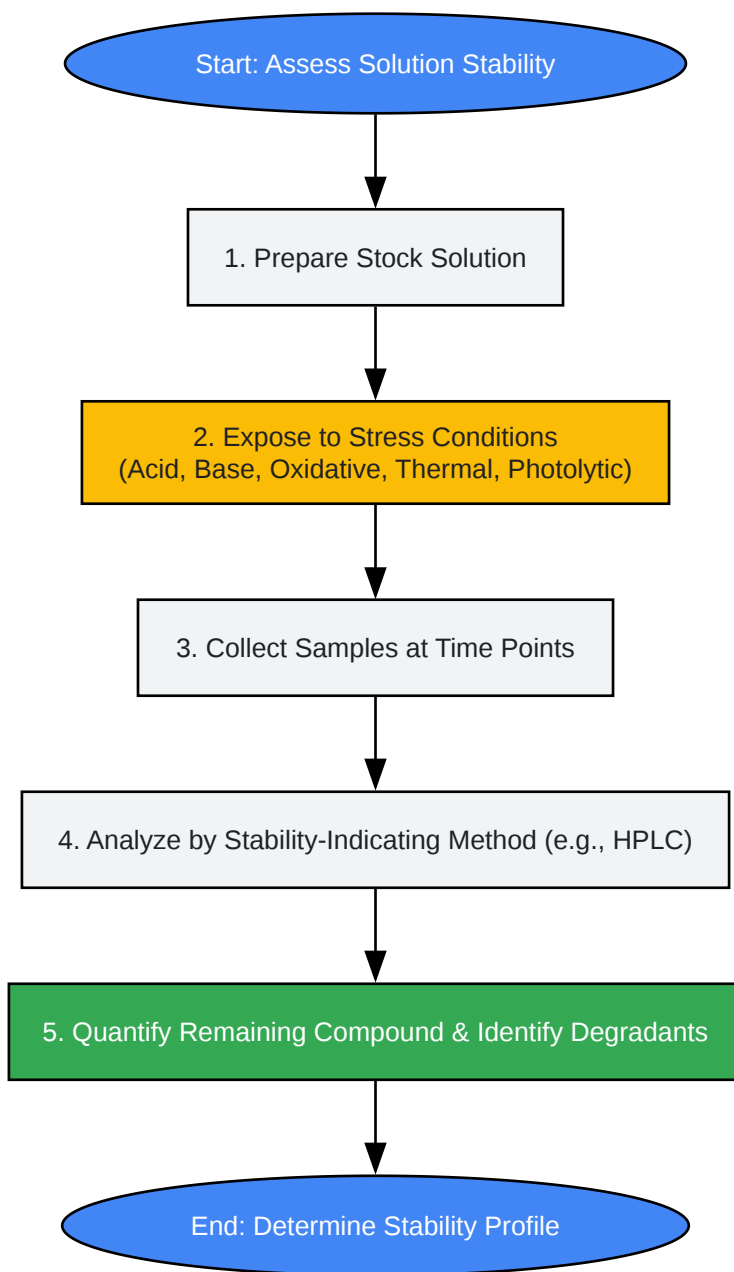 Start: Assess Solution Stability
1. Prepare Stock Solution
2. Expose to Stress Conditions
(Acid, Base, Oxidative, Thermal, Photolytic)
3. Collect Samples at Time Points
4. Analyze by Stability-Indicating Method (e.g., HPLC)
5. Quantify Remaining Compound & Identify Degradants
End: Determine Stability Profile